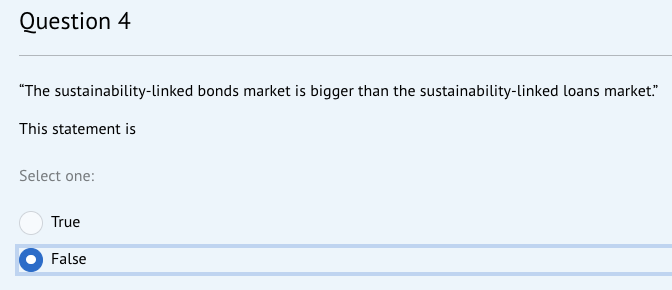 Question 4
“The sustainability-linked bonds market is bigger than the sustainability-linked loans market.”
This statement is
Select one:
True
False